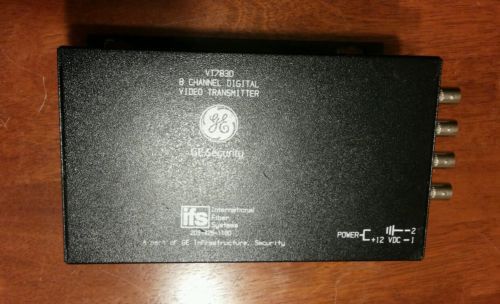 VT7830
8 CHANNEL DIGITAL
VIDEO TRANSMITTER
GE
GE Security
ifs International
Fiber
Systems
A part of GE Infrastructure, Security
POWER
2
+12 VDC 1